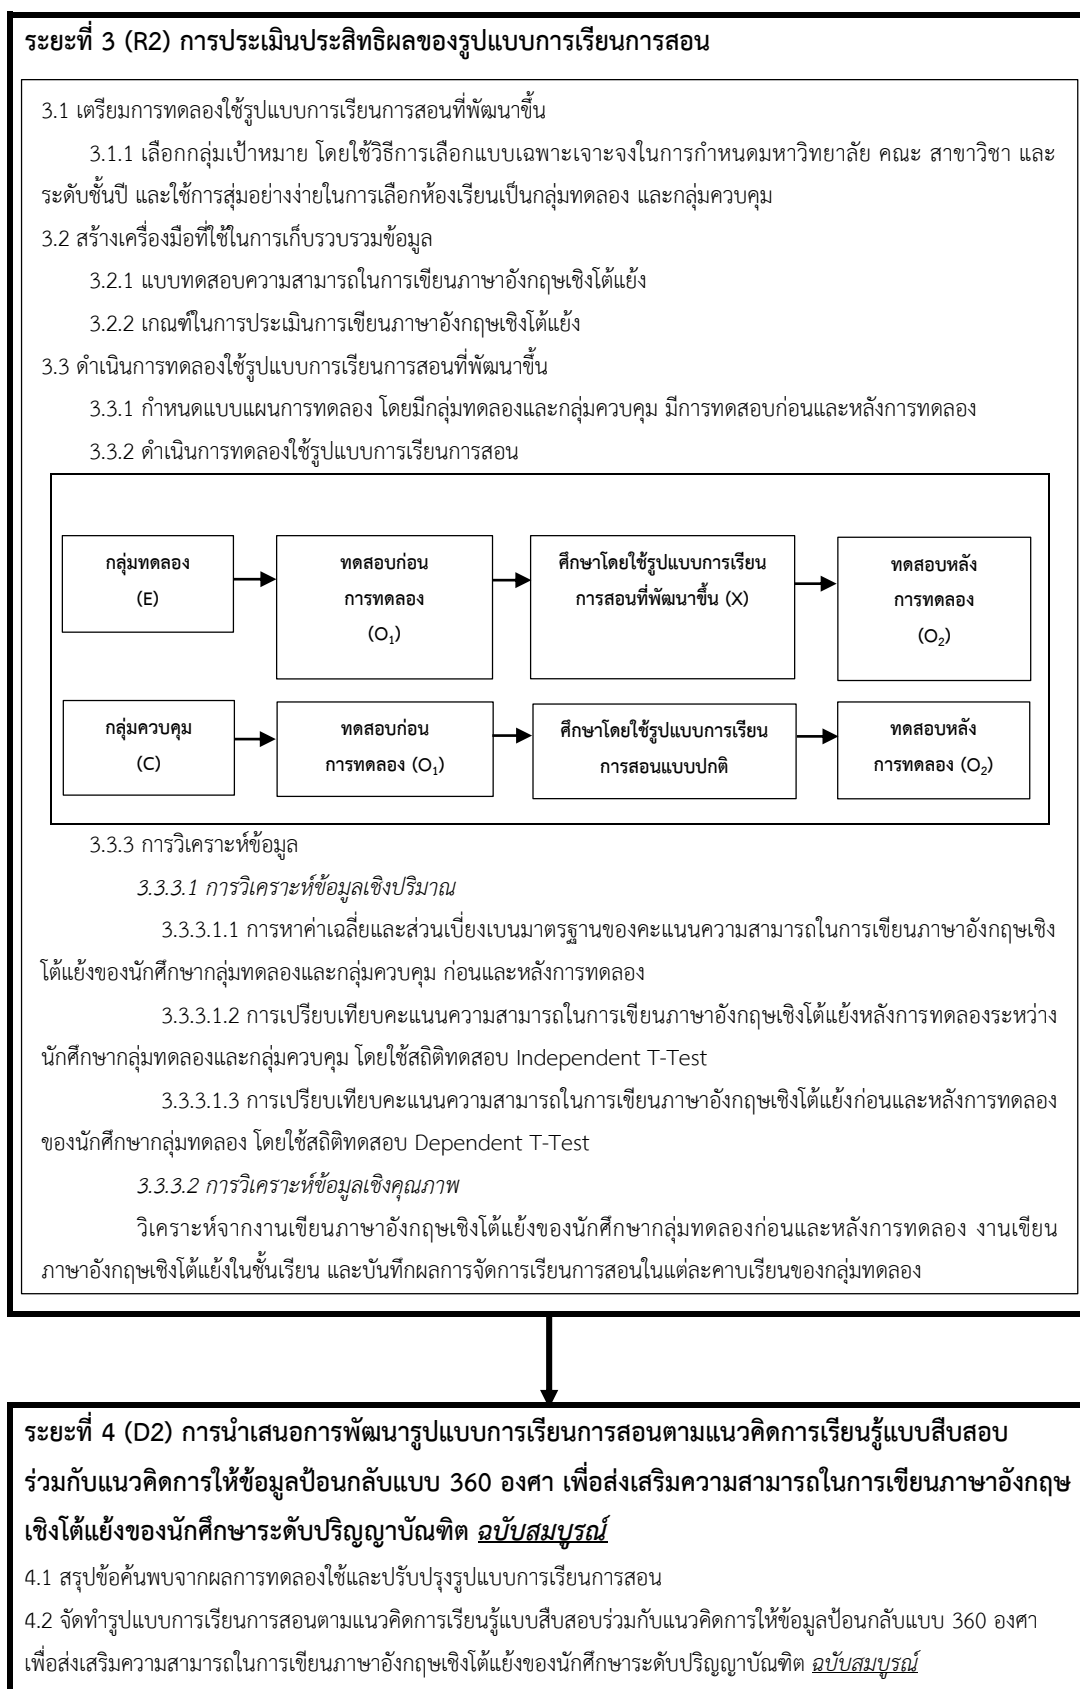 ระยะที่ 3 (R2) การประเมินประสิทธิผลของรูปแบบการเรียนการสอน
3.1 เตรียมการทดลองใช้รูปแบบการเรียนการสอนที่พัฒนาขึ้น
3.1.1 เลือกกลุ่มเป้าหมาย โดยใช้วิธีการเลือกแบบเฉพาะเจาะจงในการกำหนดมหาวิทยาลัย คณะ สาขาวิชา และ
ระดับชั้นปี และใช้การสุ่มอย่างง่ายในการเลือกห้องเรียนเป็นกลุ่มทดลอง และกลุ่มควบคุม
3.2 สร้างเครื่องมือที่ใช้ในการเก็บรวบรวมข้อมูล
3.2.1 แบบทดสอบความสามารถในการเขียนภาษาอังกฤษเชิงโต้แย้ง
3.2.2 เกณฑ์ในการประเมินการเขียนภาษาอังกฤษเชิงโต้แย้ง
3.3 ดำเนินการทดลองใช้รูปแบบการเรียนการสอนที่พัฒนาขึ้น
3.3.1 กำหนดแบบแผนการทดลอง โดยมีกลุ่มทดลองและกลุ่มควบคุม มีการทดสอบก่อนและหลังการทดลอง
3.3.2 ดำเนินการทดลองใช้รูปแบบการเรียนการสอน
กลุ่มทดลอง
(E)
ทดสอบก่อน
การทดลอง
(O₁)
ศึกษาโดยใช้รูปแบบการเรียน
การสอนที่พัฒนาขึ้น (X)
ทดสอบหลัง
การทดลอง
(O₂)
กลุ่มควบคุม
(C)
ทดสอบก่อน
การทดลอง (O₁)
ศึกษาโดยใช้รูปแบบการเรียน
การสอนแบบปกติ
ทดสอบหลัง
การทดลอง (O₂)
3.3.3 การวิเคราะห์ข้อมูล
3.3.3.1 การวิเคราะห์ข้อมูลเชิงปริมาณ
3.3.3.1.1 การหาค่าเฉลี่ยและส่วนเบี่ยงเบนมาตรฐานของคะแนนความสามารถในการเขียนภาษาอังกฤษเชิง
โต้แย้งของนักศึกษากลุ่มทดลองและกลุ่มควบคุม ก่อนและหลังการทดลอง
3.3.3.1.2 การเปรียบเทียบคะแนนความสามารถในการเขียนภาษาอังกฤษเชิงโต้แย้งหลังการทดลองระหว่าง
นักศึกษากลุ่มทดลองและกลุ่มควบคุม โดยใช้สถิติทดสอบ Independent T-Test
3.3.3.1.3 การเปรียบเทียบคะแนนความสามารถในการเขียนภาษาอังกฤษเชิงโต้แย้งก่อนและหลังการทดลอง
ของนักศึกษากลุ่มทดลอง โดยใช้สถิติทดสอบ Dependent T-Test
3.3.3.2 การวิเคราะห์ข้อมูลเชิงคุณภาพ
วิเคราะห์จากงานเขียนภาษาอังกฤษเชิงโต้แย้งของนักศึกษากลุ่มทดลองก่อนและหลังการทดลอง งานเขียน
ภาษาอังกฤษเชิงโต้แย้งในชั้นเรียน และบันทึกผลการจัดการเรียนการสอนในแต่ละคาบเรียนของกลุ่มทดลอง
ระยะที่ 4 (D2) การนำเสนอการพัฒนารูปแบบการเรียนการสอนตามแนวคิดการเรียนรู้แบบสืบสอบ
ร่วมกับแนวคิดการให้ข้อมูลป้อนกลับแบบ 360 องศา เพื่อส่งเสริมความสามารถในการเขียนภาษาอังกฤษ
เชิงโต้แย้งของนักศึกษาระดับปริญญาบัณฑิต ฉบับสมบูรณ์
4.1 สรุปข้อค้นพบจากผลการทดลองใช้และปรับปรุงรูปแบบการเรียนการสอน
4.2 จัดทำรูปแบบการเรียนการสอนตามแนวคิดการเรียนรู้แบบสืบสอบร่วมกับแนวคิดการให้ข้อมูลป้อนกลับแบบ 360 องศา
เพื่อส่งเสริมความสามารถในการเขียนภาษาอังกฤษเชิงโต้แย้งของนักศึกษาระดับปริญญาบัณฑิต ฉบับสมบูรณ์